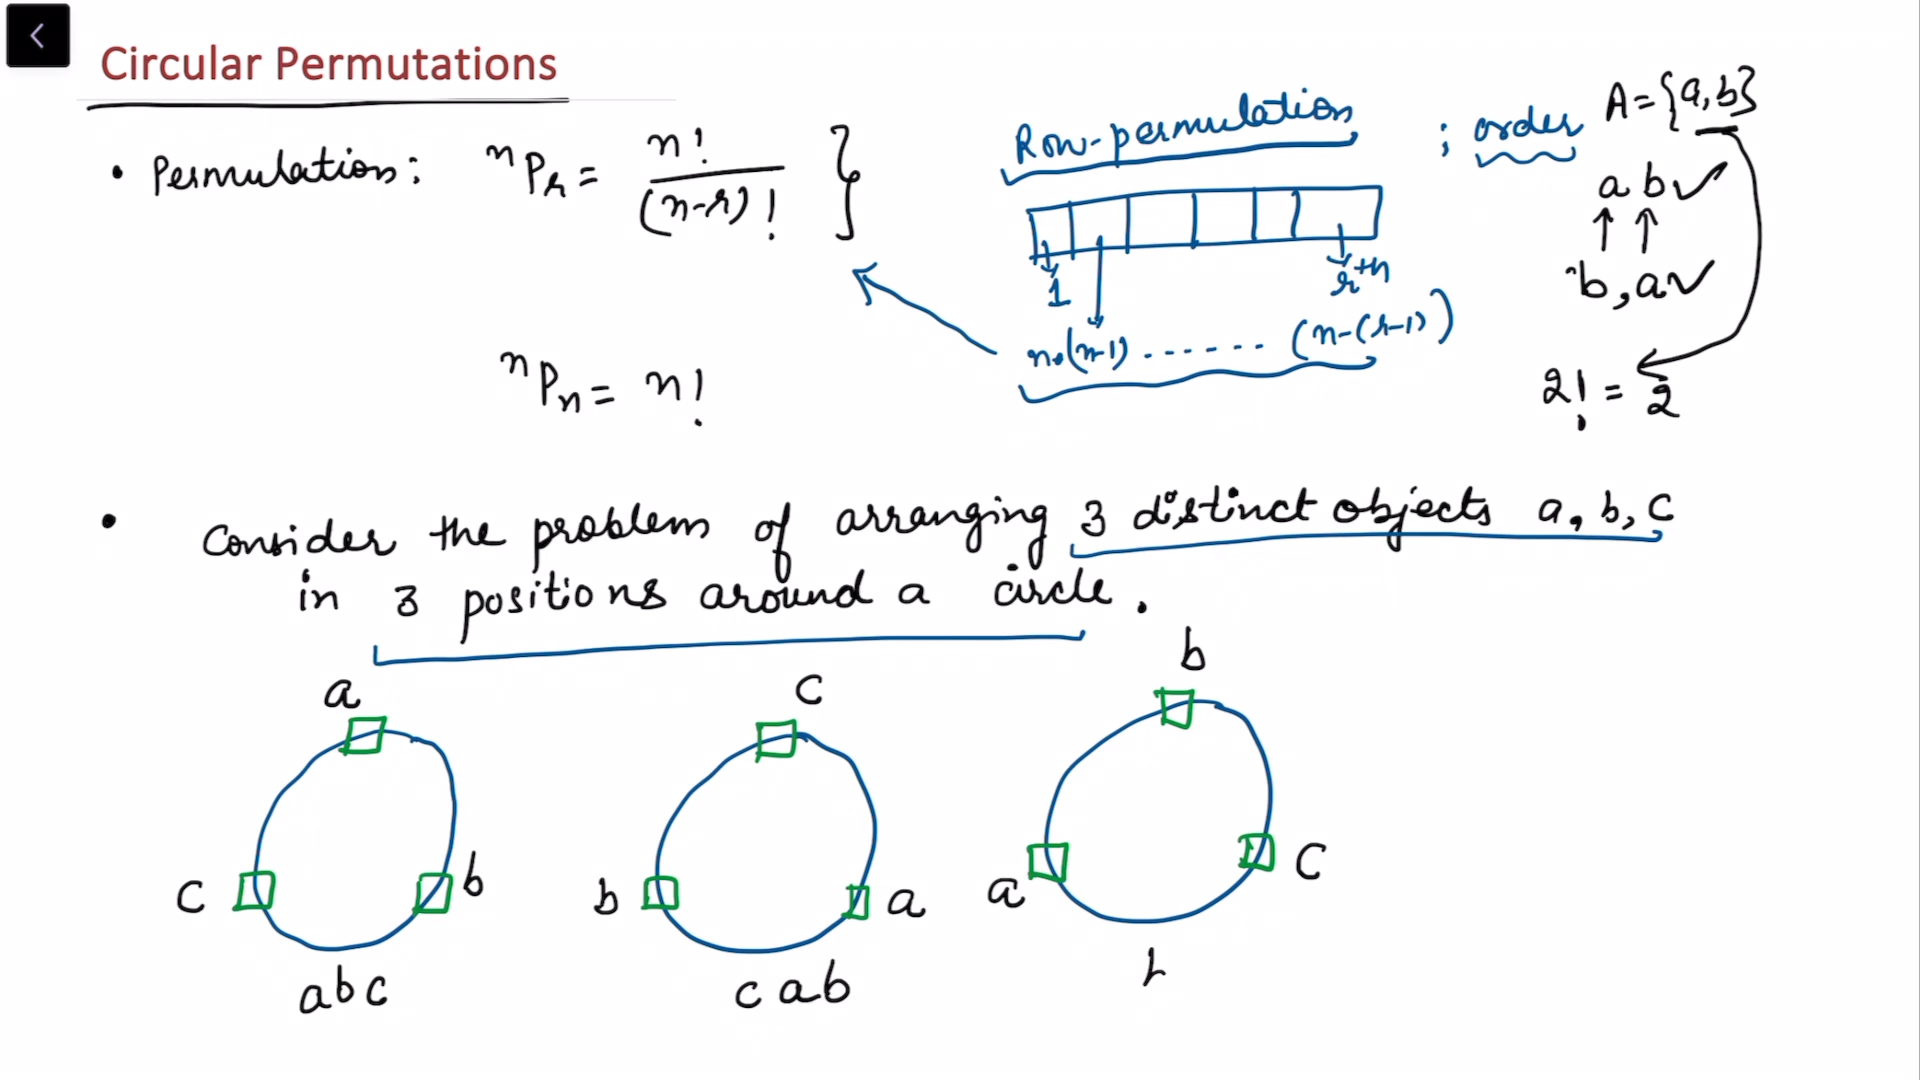 Circular Permutations
• Permutation: ⁿPᵣ = n! / (n-r)! }
Row-permutation ; order A={a,b}
a b✓
↑ ↑
b,a✓
1 rᵗʰ
n.(n-1) ...... (n-(r-1))
ⁿPₙ = n!
2! = 2
• Consider the problem of arranging 3 distinct objects a, b, c
in 3 positions around a circle.
a c b
c b b a a c
abc cab